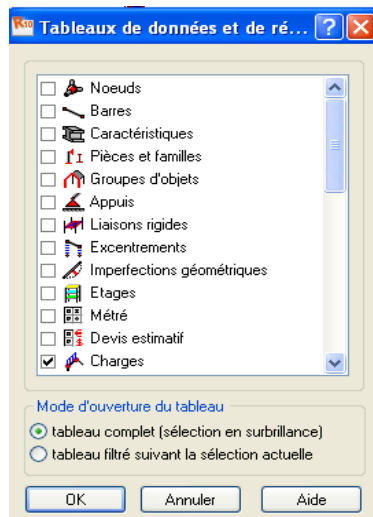 R10 Tableaux de données et de ré...
Noeuds
Barres
Caractéristiques
Pièces et familles
Groupes d'objets
Appuis
Liaisons rigides
Excentrements
Imperfections géométriques
Etages
Métré
Devis estimatif
Charges
Mode d'ouverture du tableau
tableau complet (sélection en surbrillance)
tableau filtré suivant la sélection actuelle
OK Annuler Aide